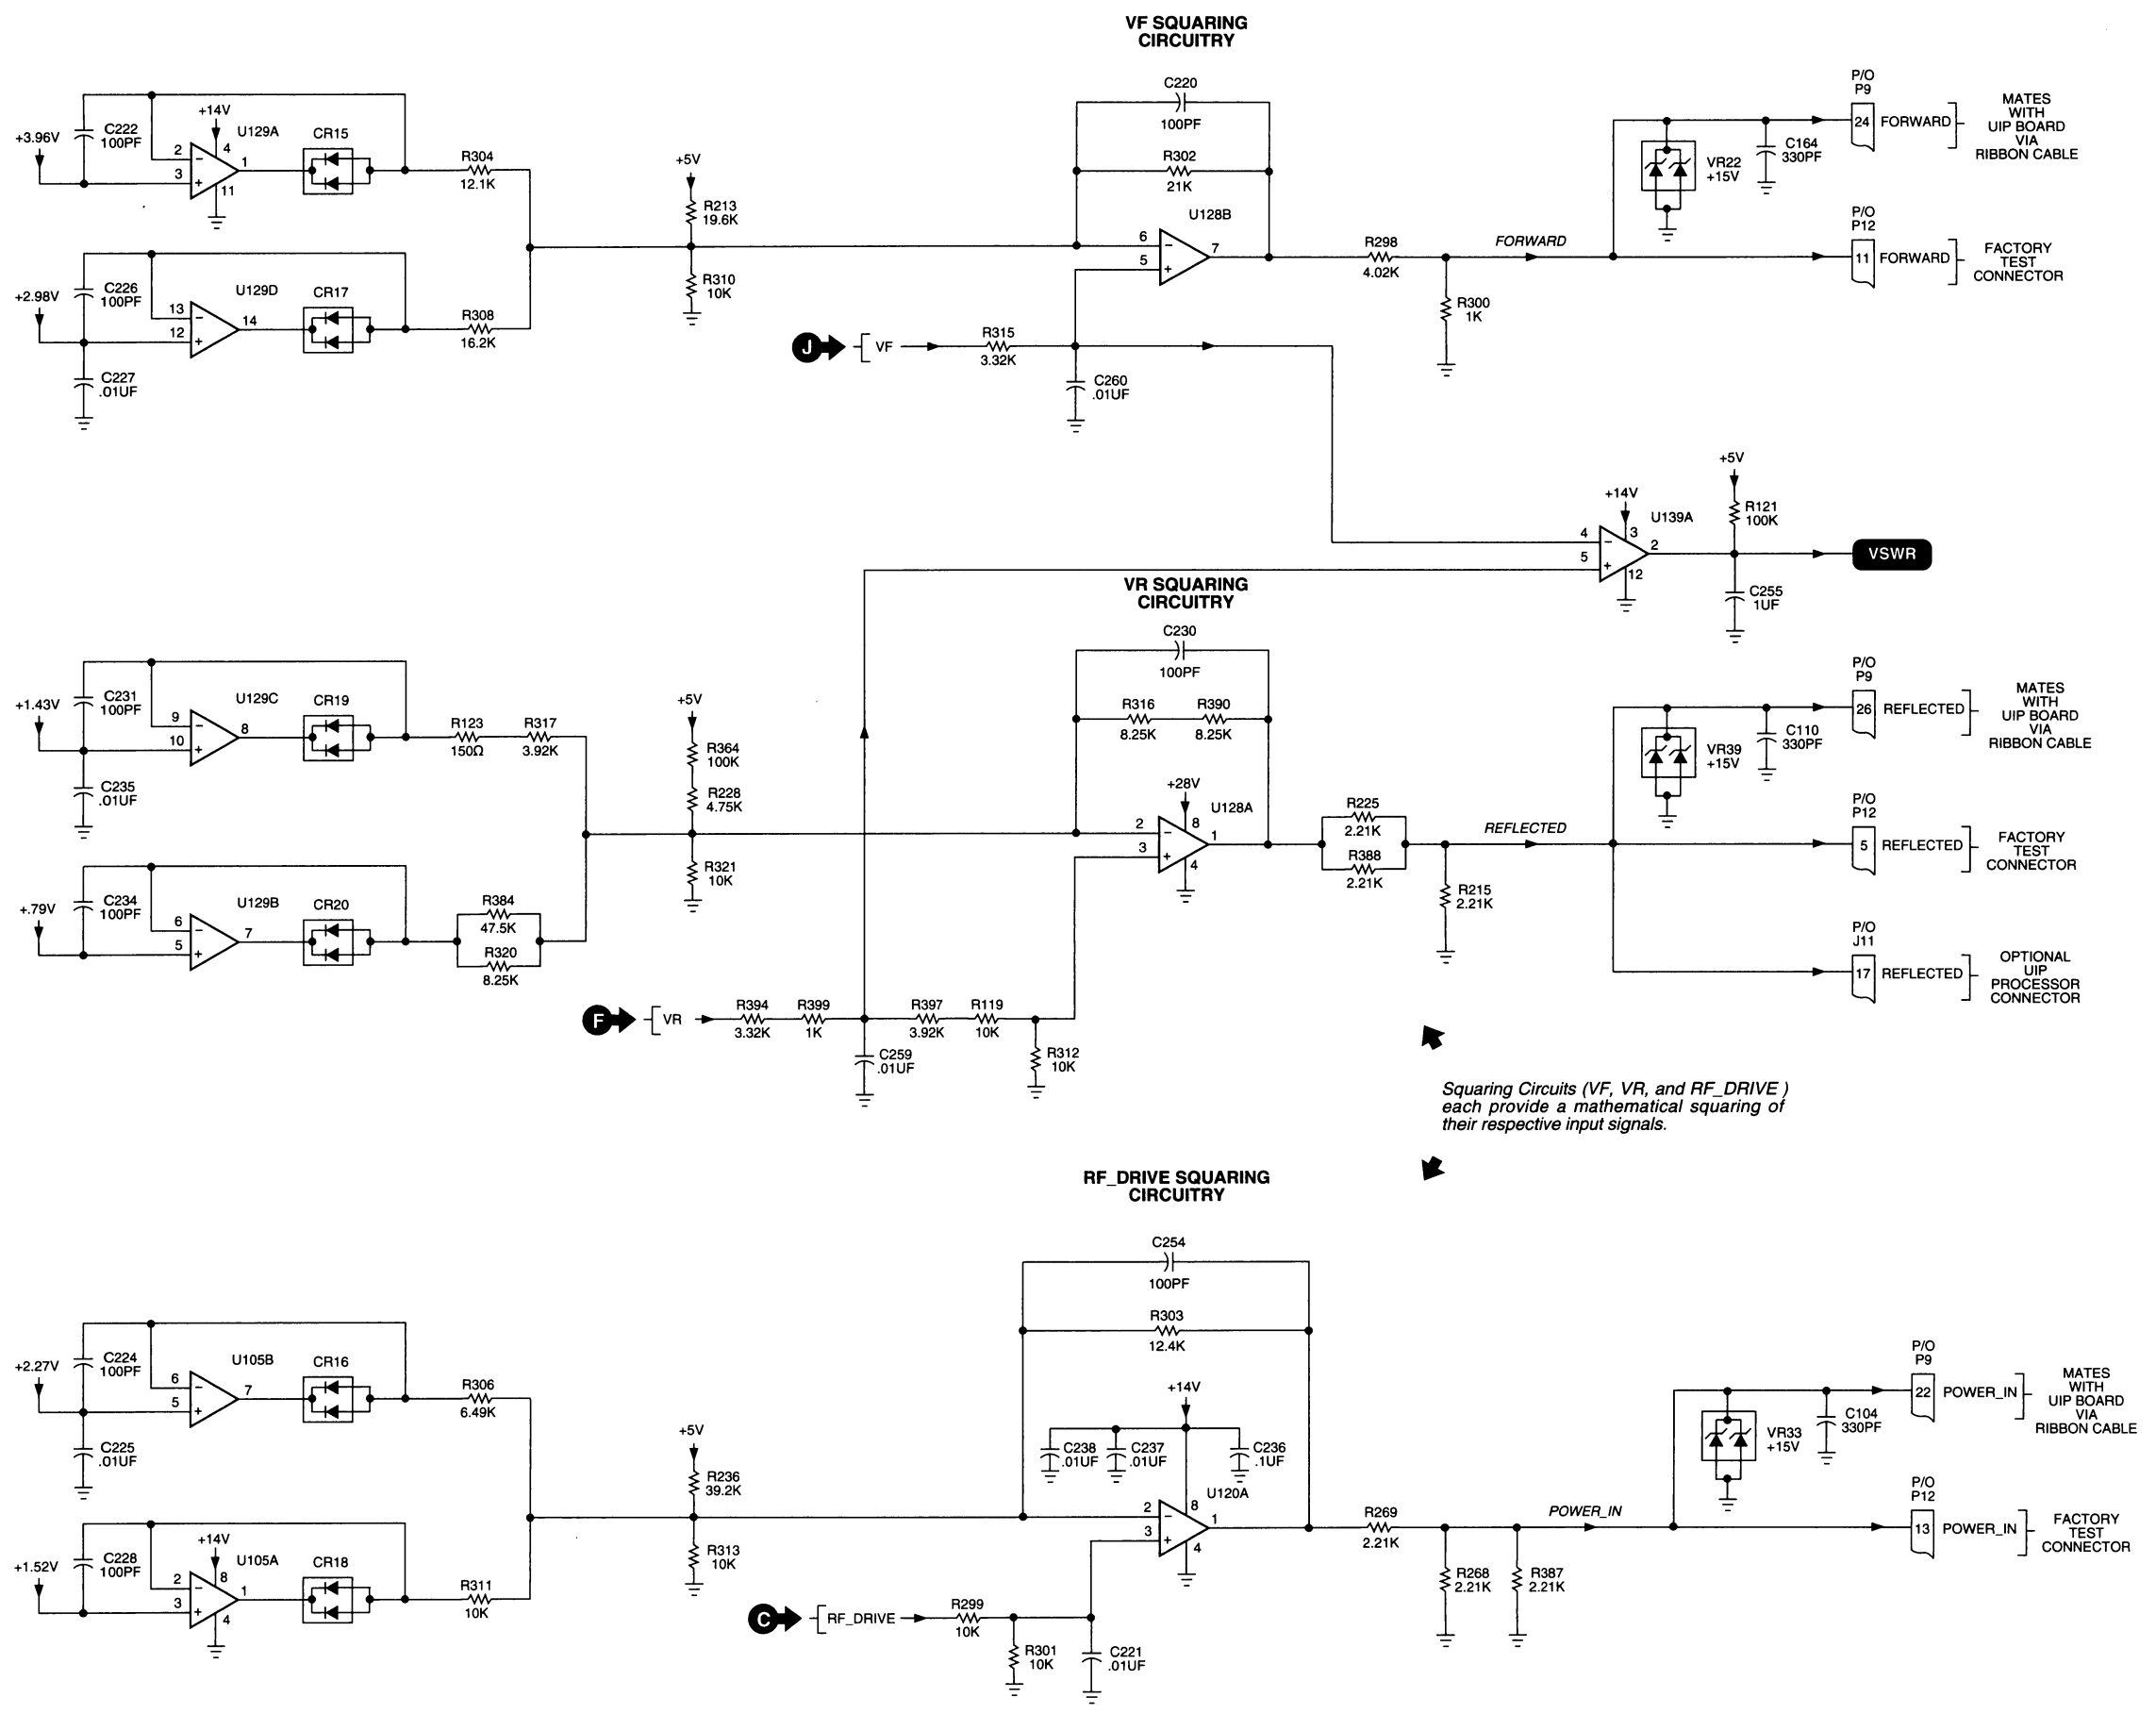 VF SQUARING
CIRCUITRY
+3.96V
C222
100PF
+14V
U129A
2
3
4
1
11
−
+
CR15
R304
12.1K
+2.98V
C226
100PF
C227
.01UF
U129D
13
12
14
−
+
CR17
R308
16.2K
+5V
R213
19.6K
R310
10K
C220
100PF
R302
21K
U128B
6
5
7
−
+
J
VF
R315
3.32K
C260
.01UF
R298
4.02K
FORWARD
R300
1K
VR22
+15V
C164
330PF
P/O
P9
24 FORWARD
MATES
WITH
UIP BOARD
VIA
RIBBON CABLE
P/O
P12
11 FORWARD
FACTORY
TEST
CONNECTOR
+14V
U139A
4
5
3
2
12
−
+
+5V
R121
100K
C255
1UF
VSWR
VR SQUARING
CIRCUITRY
+1.43V
C231
100PF
C235
.01UF
U129C
9
10
8
−
+
CR19
R123
150Ω
R317
3.92K
+.79V
C234
100PF
U129B
6
5
7
−
+
CR20
R384
47.5K
R320
8.25K
+5V
R364
100K
R228
4.75K
R321
10K
C230
100PF
R316
8.25K
R390
8.25K
+28V
U128A
2
3
8
1
4
−
+
F
VR
R394
3.32K
R399
1K
R397
3.92K
R119
10K
C259
.01UF
R312
10K
R225
2.21K
R388
2.21K
REFLECTED
R215
2.21K
VR39
+15V
C110
330PF
P/O
P9
26 REFLECTED
MATES
WITH
UIP BOARD
VIA
RIBBON CABLE
P/O
P12
5 REFLECTED
FACTORY
TEST
CONNECTOR
P/O
J11
17 REFLECTED
OPTIONAL
UIP
PROCESSOR
CONNECTOR
Squaring Circuits (VF, VR, and RF_DRIVE )
each provide a mathematical squaring of
their respective input signals.
RF_DRIVE SQUARING
CIRCUITRY
+2.27V
C224
100PF
C225
.01UF
U105B
6
5
7
−
+
CR16
R306
6.49K
+1.52V
C228
100PF
+14V
U105A
2
3
8
1
4
−
+
CR18
R311
10K
+5V
R236
39.2K
R313
10K
C254
100PF
R303
12.4K
+14V
C238
.01UF
C237
.01UF
C236
.1UF
U120A
2
3
8
1
4
−
+
C
RF_DRIVE
R299
10K
R301
10K
C221
.01UF
R269
2.21K
POWER_IN
R268
2.21K
R387
2.21K
VR33
+15V
C104
330PF
P/O
P9
22 POWER_IN
MATES
WITH
UIP BOARD
VIA
RIBBON CABLE
P/O
P12
13 POWER_IN
FACTORY
TEST
CONNECTOR